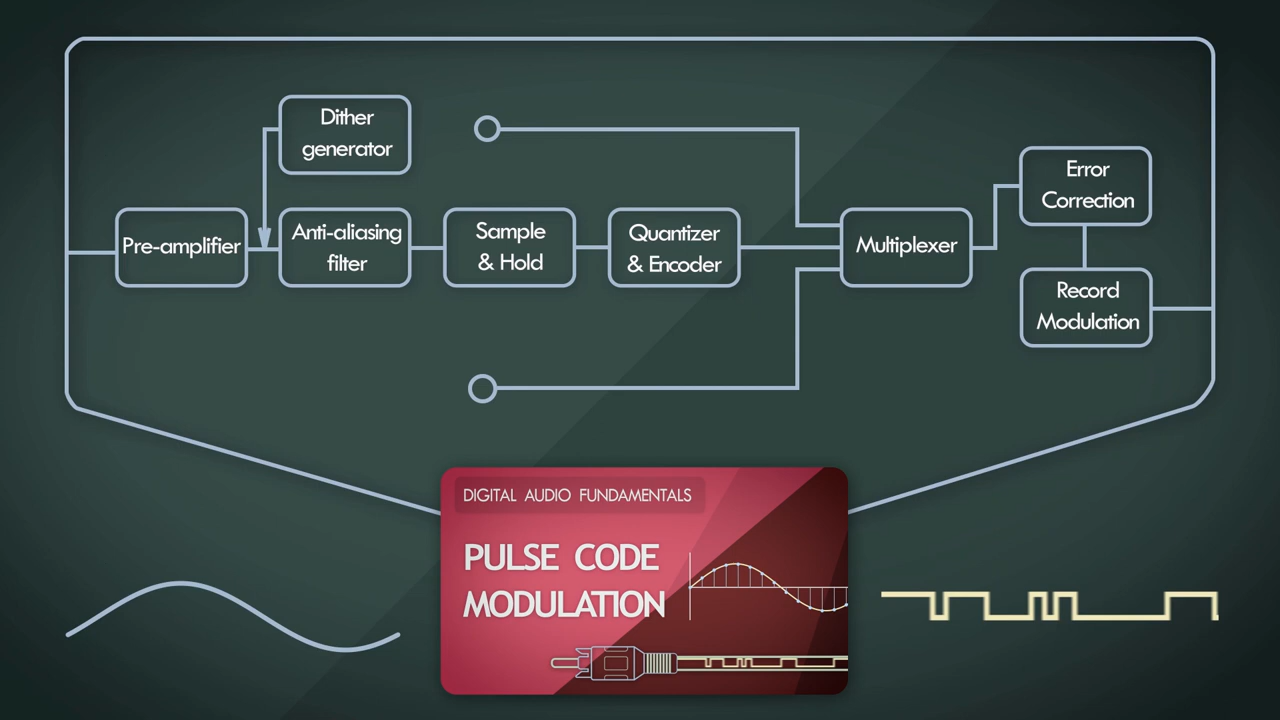 Dither
generator
Pre-amplifier
Anti-aliasing
filter
Sample
& Hold
Quantizer
& Encoder
Multiplexer
Error
Correction
Record
Modulation
DIGITAL AUDIO FUNDAMENTALS
PULSE CODE
MODULATION